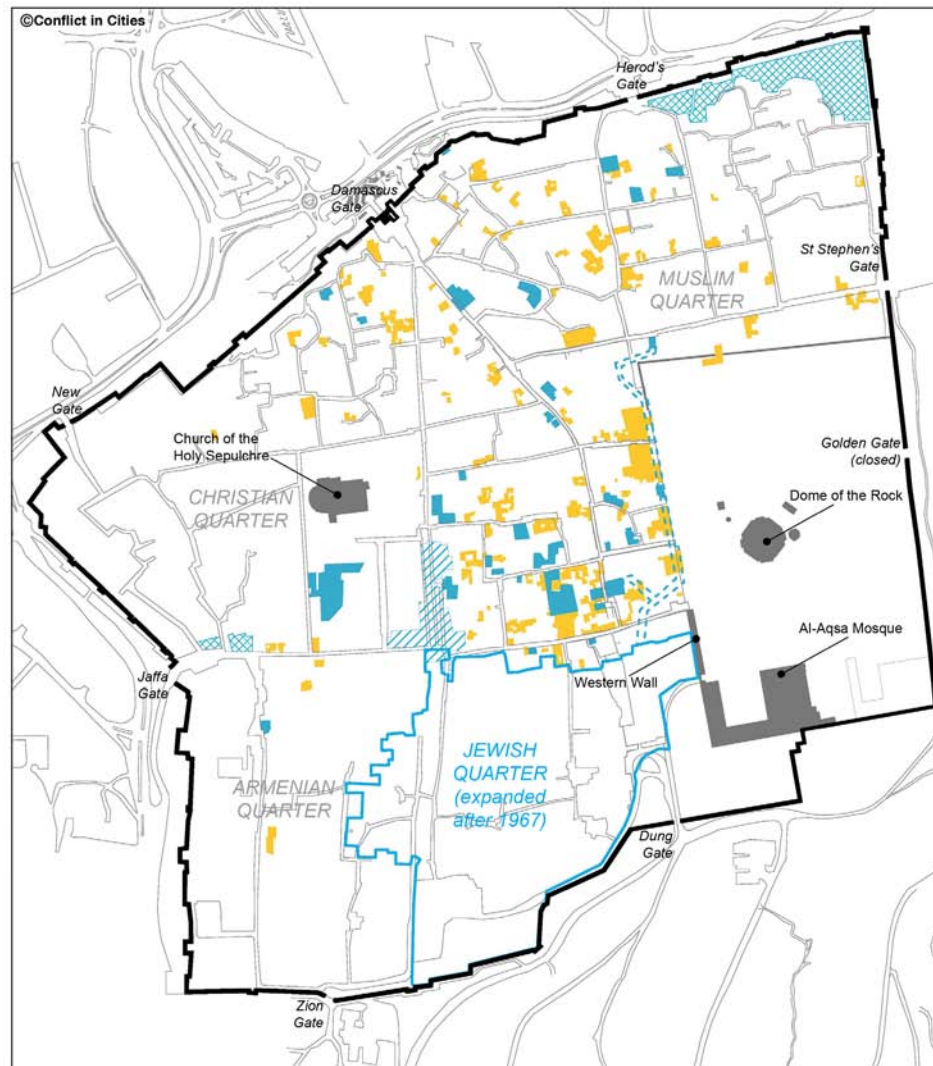 ©Conflict in Cities
Herod's
Gate
Damascus
Gate
St Stephen's
Gate
MUSLIM
QUARTER
New
Gate
Church of the
Holy Sepulchre
Golden Gate
(closed)
CHRISTIAN
QUARTER
Dome of the Rock
Al-Aqsa Mosque
Jaffa
Gate
Western Wall
JEWISH
QUARTER
(expanded
after 1967)
ARMENIAN
QUARTER
Dung
Gate
Zion
Gate